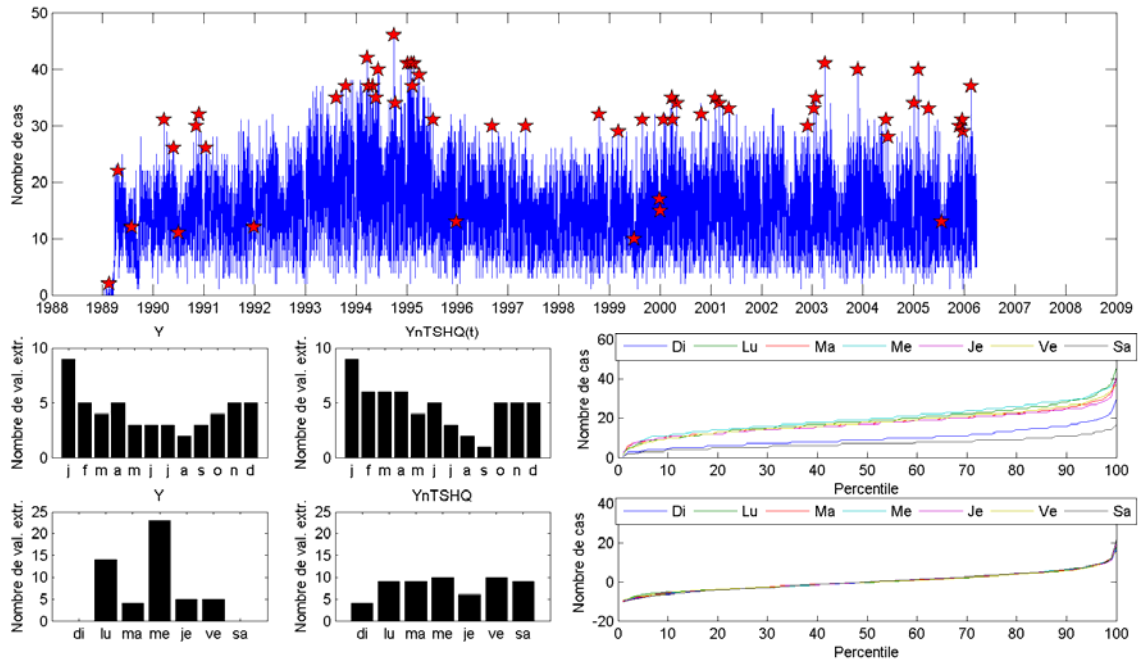 50
40
30
20
10
0
Nombre de cas
1988 1989 1990 1991 1992 1993 1994 1995 1996 1997 1998 1999 2000 2001 2002 2003 2004 2005 2006 2007 2008 2009
Y
10
5
0
Nombre de val. extr.
j f m a m j j a s o n d
YnTSHQ(t)
10
5
0
Nombre de val. extr.
j f m a m j j a s o n d
60
40
20
0
Nombre de cas
Di Lu Ma Me Je Ve Sa
0 10 20 30 40 50 60 70 80 90 100
Percentile
Y
25
20
15
10
5
0
Nombre de val. extr.
di lu ma me je ve sa
YnTSHQ
25
20
15
10
5
0
Nombre de val. extr.
di lu ma me je ve sa
40
20
0
-20
Nombre de cas
Di Lu Ma Me Je Ve Sa
0 10 20 30 40 50 60 70 80 90 100
Percentile